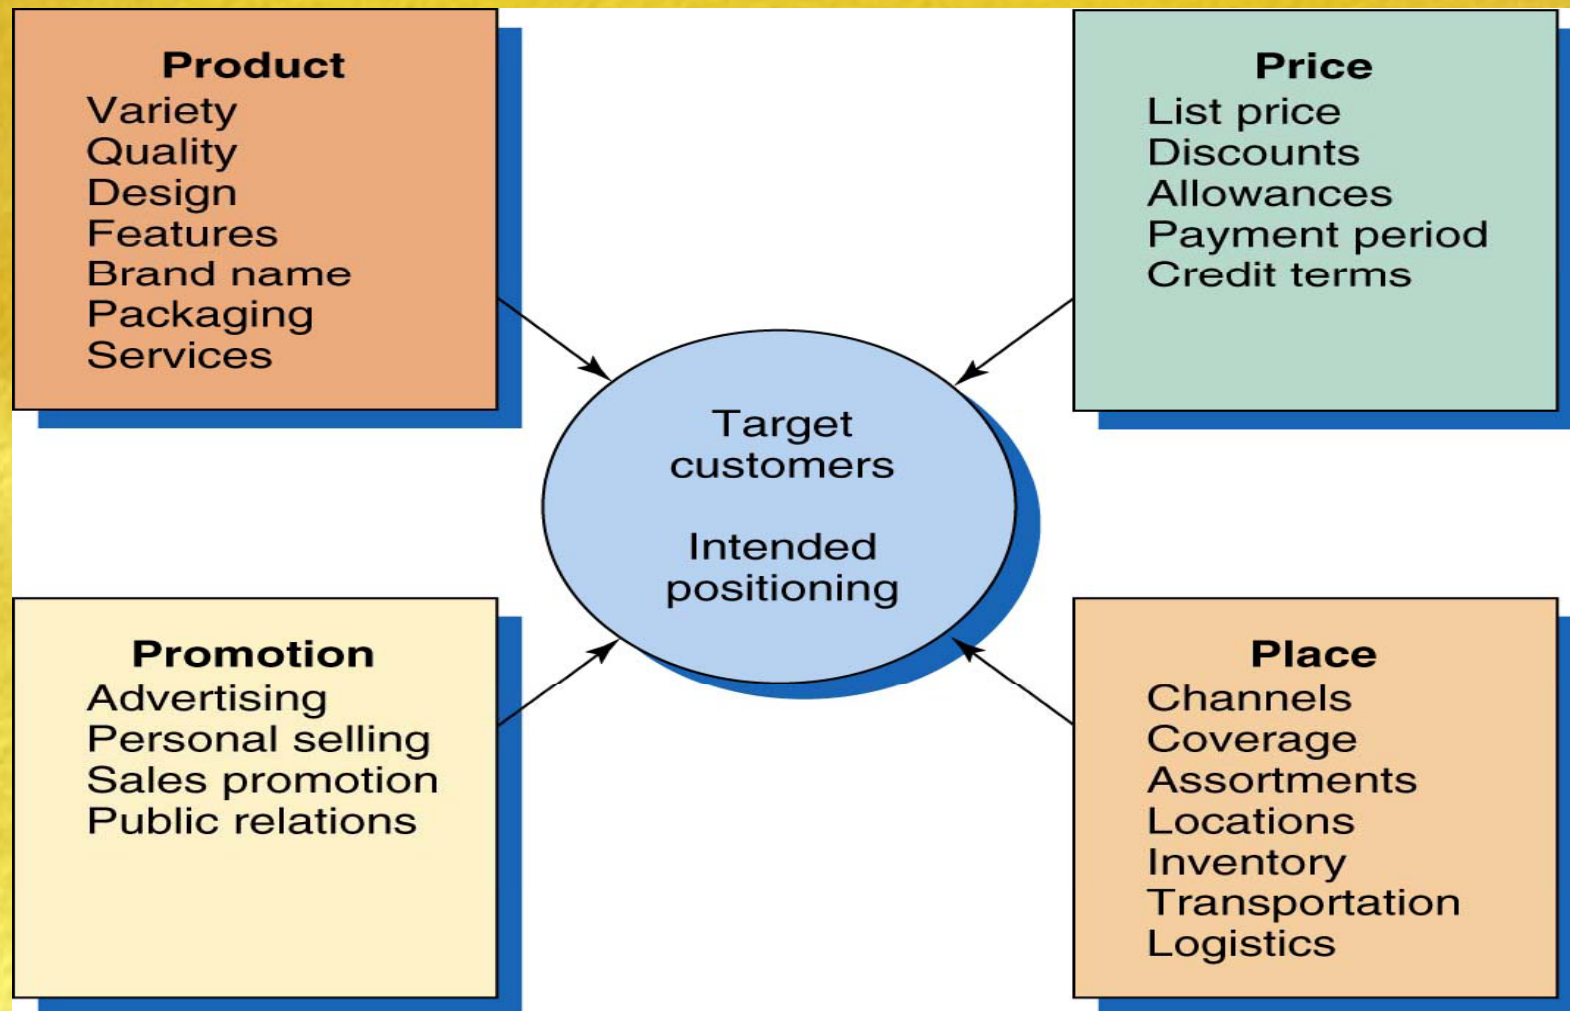 Product
Variety
Quality
Design
Features
Brand name
Packaging
Services
Price
List price
Discounts
Allowances
Payment period
Credit terms
Target
customers
Intended
positioning
Promotion
Advertising
Personal selling
Sales promotion
Public relations
Place
Channels
Coverage
Assortments
Locations
Inventory
Transportation
Logistics